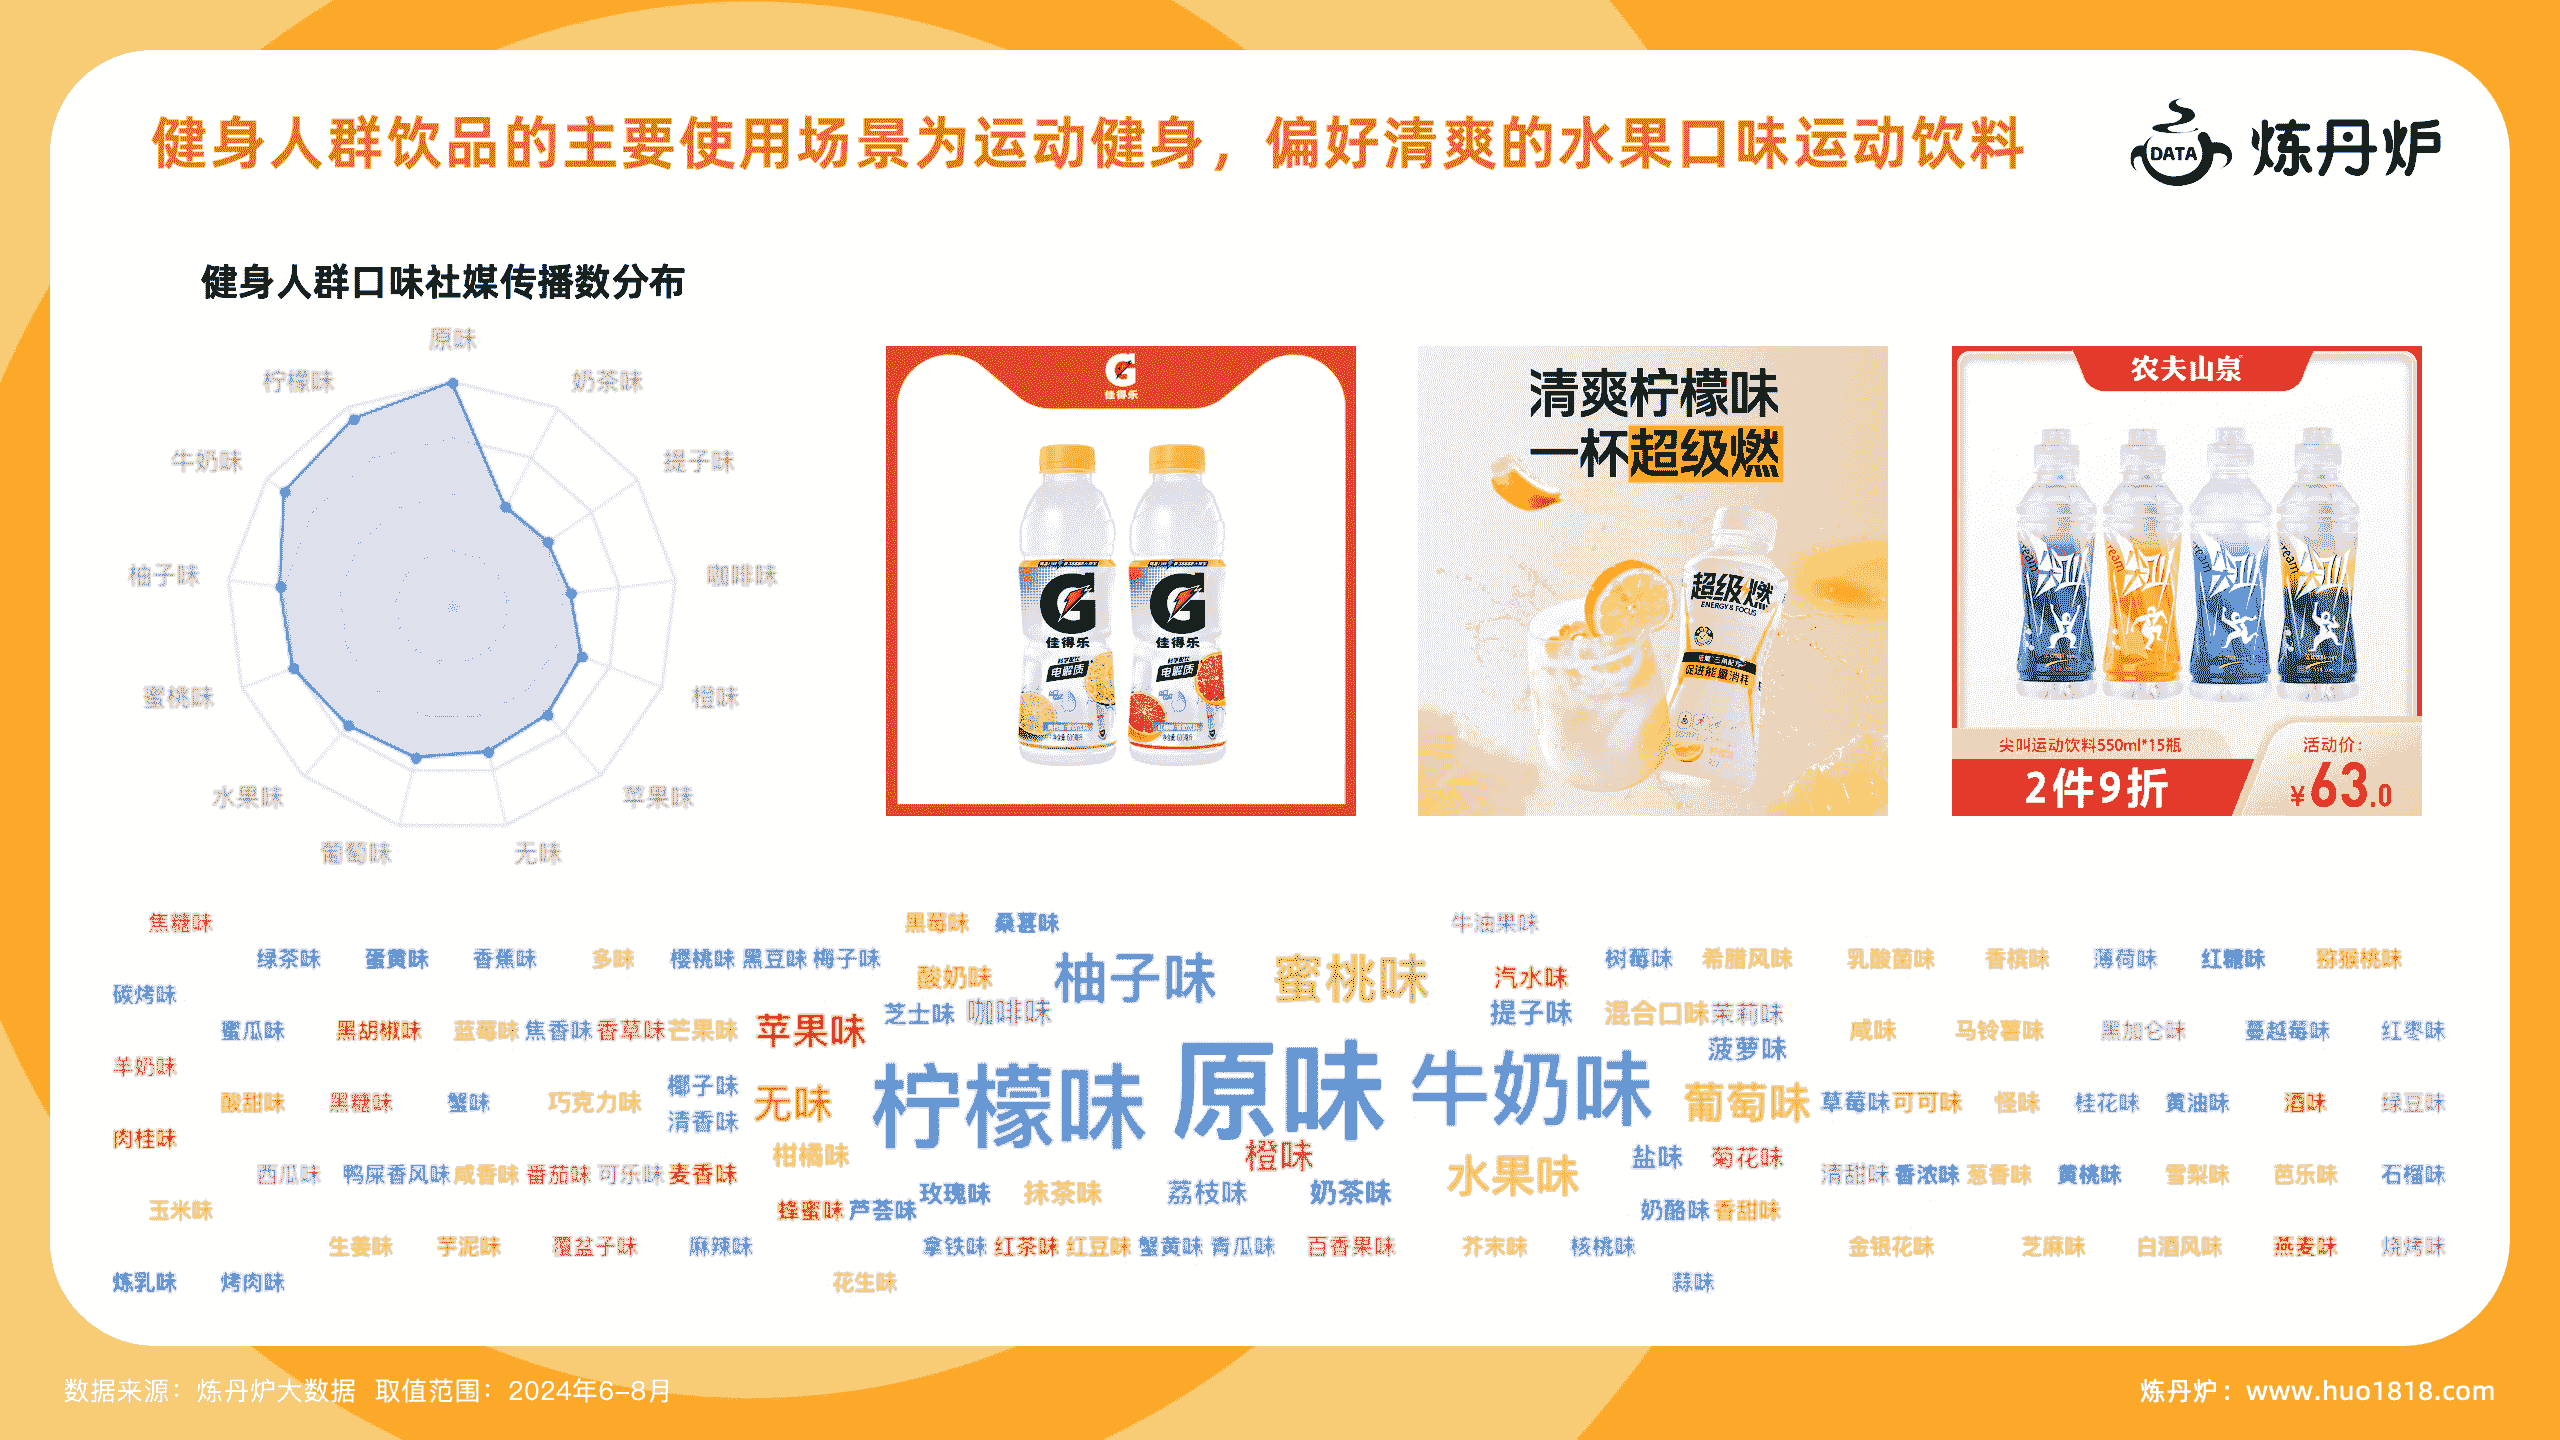 健身人群饮品的主要使用场景为运动健身，偏好清爽的水果口味运动饮料
DATA 炼丹炉
健身人群口味社媒传播数分布
原味
柠檬味 奶茶味
牛奶味 提子味
柚子味 咖啡味
蜜桃味 橙味
水果味 苹果味
葡萄味 无味
G
佳得乐
G G
佳得乐 佳得乐
电解质 电解质
清爽柠檬味
一杯超级燃
超级燃
ENERGY & FOCUS
促进能量消耗
农夫山泉
尖叫运动饮料550ml*15瓶
2件9折
活动价：
¥63.0
焦糖味 黑莓味 桑葚味 牛油果味
绿茶味 蛋黄味 香蕉味 多味 樱桃味 黑豆味 梅子味 酸奶味 柚子味 蜜桃味 汽水味 树莓味 希腊风味 乳酸菌味 香槟味 薄荷味 红糖味 猕猴桃味
碳烤味 芝士味 咖啡味 提子味 混合口味 茉莉味
蜜瓜味 黑胡椒味 蓝莓味 焦香味 香草味 芒果味 苹果味 菠萝味 咸味 马铃薯味 黑加仑味 蔓越莓味 红枣味
羊奶味 椰子味
酸甜味 黑糖味 蟹味 巧克力味 无味 柠檬味 原味 牛奶味 葡萄味 草莓味 可可味 怪味 桂花味 黄油味 酒味 绿豆味
肉桂味 清香味 柑橘味 橙味 盐味 菊花味
西瓜味 鸭屎香风味 咸香味 番茄味 可乐味 麦香味 玫瑰味 抹茶味 荔枝味 奶茶味 水果味 清甜味 香浓味 葱香味 黄桃味 雪梨味 芭乐味 石榴味
玉米味 蜂蜜味 芦荟味 奶酪味 香甜味
生姜味 芋泥味 覆盆子味 麻辣味 拿铁味 红茶味 红豆味 蟹黄味 青瓜味 百香果味 芥末味 核桃味 金银花味 芝麻味 白酒风味 燕麦味 烧烤味
炼乳味 烤肉味 花生味 蒜味
数据来源：炼丹炉大数据 取值范围：2024年6-8月
炼丹炉：www.huo1818.com